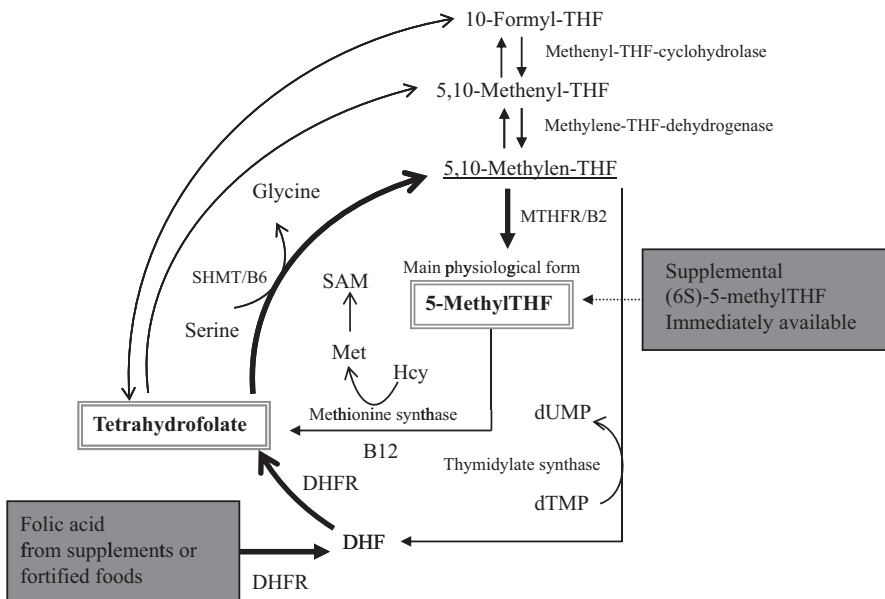 10-Formyl-THF
Methenyl-THF-cyclohydrolase
5,10-Methenyl-THF
Methylene-THF-dehydrogenase
5,10-Methylen-THF
Glycine
MTHFR/B2
SHMT/B6
Serine
Main physiological form
5-MethylTHF
Supplemental
(6S)-5-methylTHF
Immediately available
SAM
Met
Hcy
Methionine synthase
B12
Tetrahydrofolate
dUMP
Thymidylate synthase
dTMP
DHFR
DHF
Folic acid
from supplements or
fortified foods
DHFR